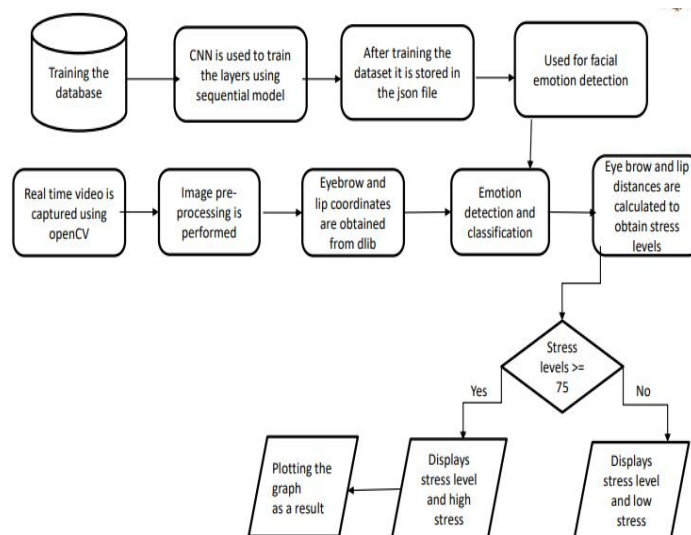 Training the
database
CNN is used to train
the layers using
sequential model
After training the
dataset it is stored in
the json file
Used for facial
emotion detection
Real time video is
captured using
openCV
Image pre-
processing is
performed
Eyebrow and
lip coordinates
are obtained
from dlib
Emotion
detection and
classification
Eye brow and lip
distances are
calculated to
obtain stress
levels
Stress
levels >=
75
Yes
No
Plotting the
graph
as a result
Displays
stress level
and high
stress
Displays
stress level
and low
stress